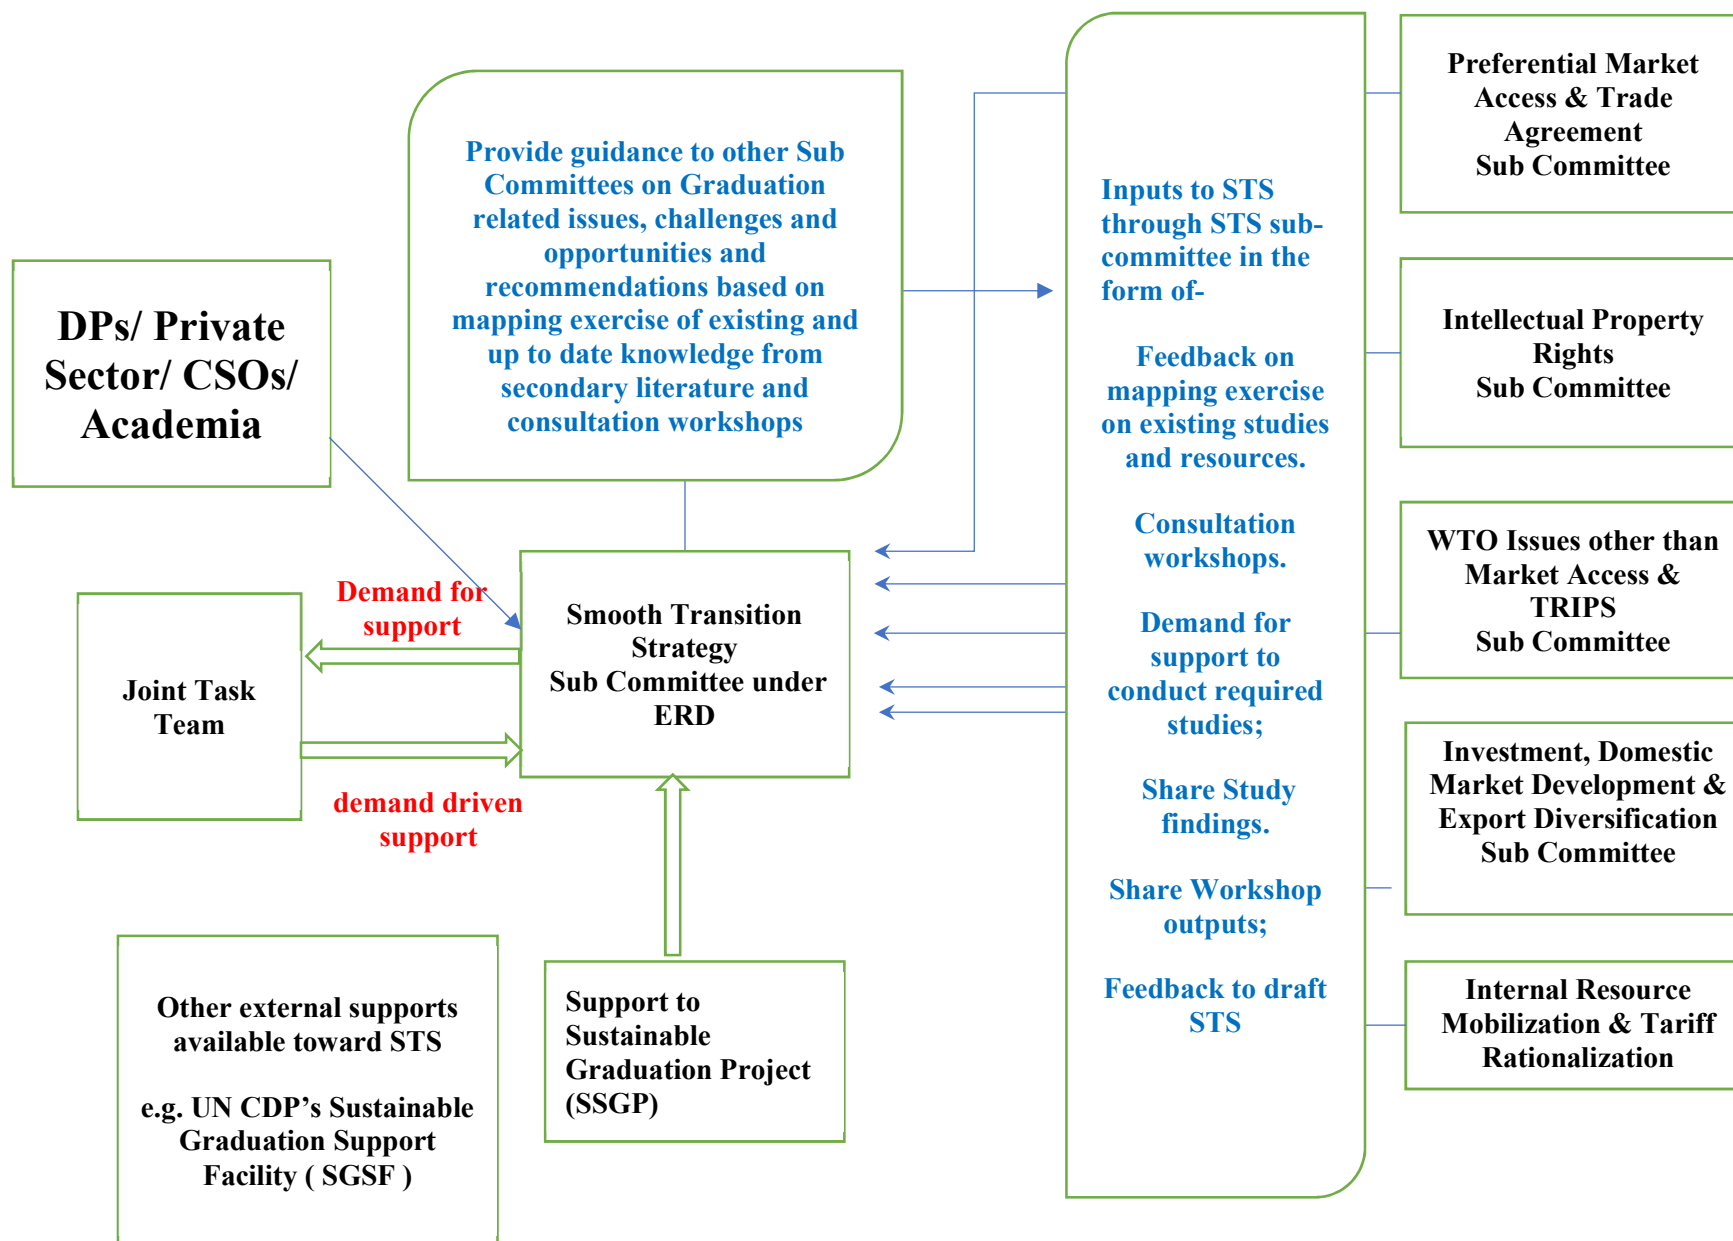 Preferential Market
Access & Trade
Agreement
Sub Committee
Provide guidance to other Sub
Committees on Graduation
related issues, challenges and
opportunities and
recommendations based on
mapping exercise of existing and
up to date knowledge from
secondary literature and
consultation workshops
Inputs to STS
through STS sub-
committee in the
form of-
Feedback on
mapping exercise
on existing studies
and resources.
Consultation
workshops.
Demand for
support to
conduct required
studies;
Share Study
findings.
Share Workshop
outputs;
Feedback to draft
STS
DPs/ Private
Sector/ CSOs/
Academia
Intellectual Property
Rights
Sub Committee
WTO Issues other than
Market Access &
TRIPS
Sub Committee
Demand for
support
Smooth Transition
Strategy
Sub Committee under
ERD
Joint Task
Team
demand driven
support
Investment, Domestic
Market Development &
Export Diversification
Sub Committee
Other external supports
available toward STS
e.g. UN CDP’s Sustainable
Graduation Support
Facility ( SGSF )
Support to
Sustainable
Graduation Project
(SSGP)
Internal Resource
Mobilization & Tariff
Rationalization